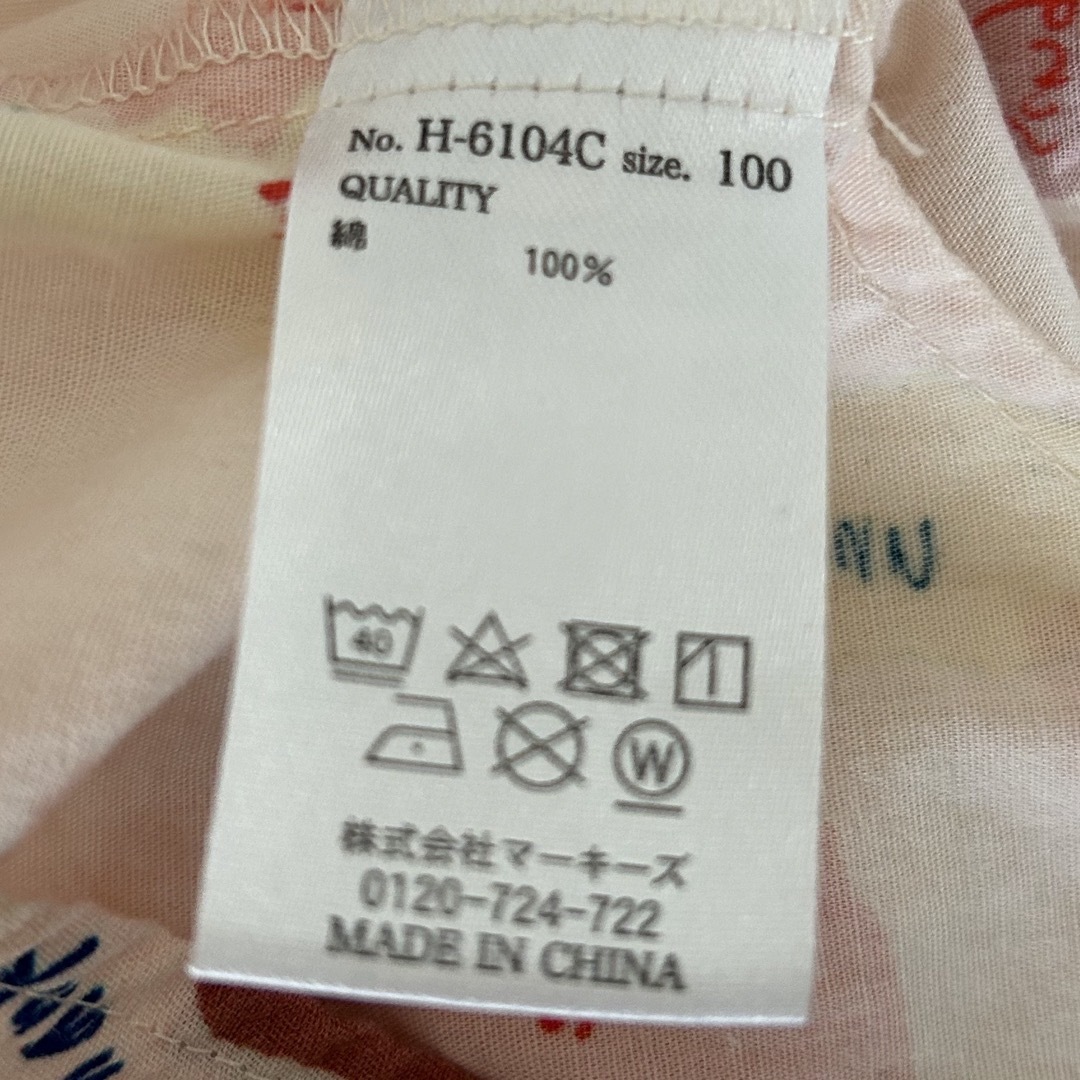 No. H-6104C size. 100
QUALITY
綿 100%
40
W
株式会社マーキーズ
0120-724-722
MADE IN CHINA